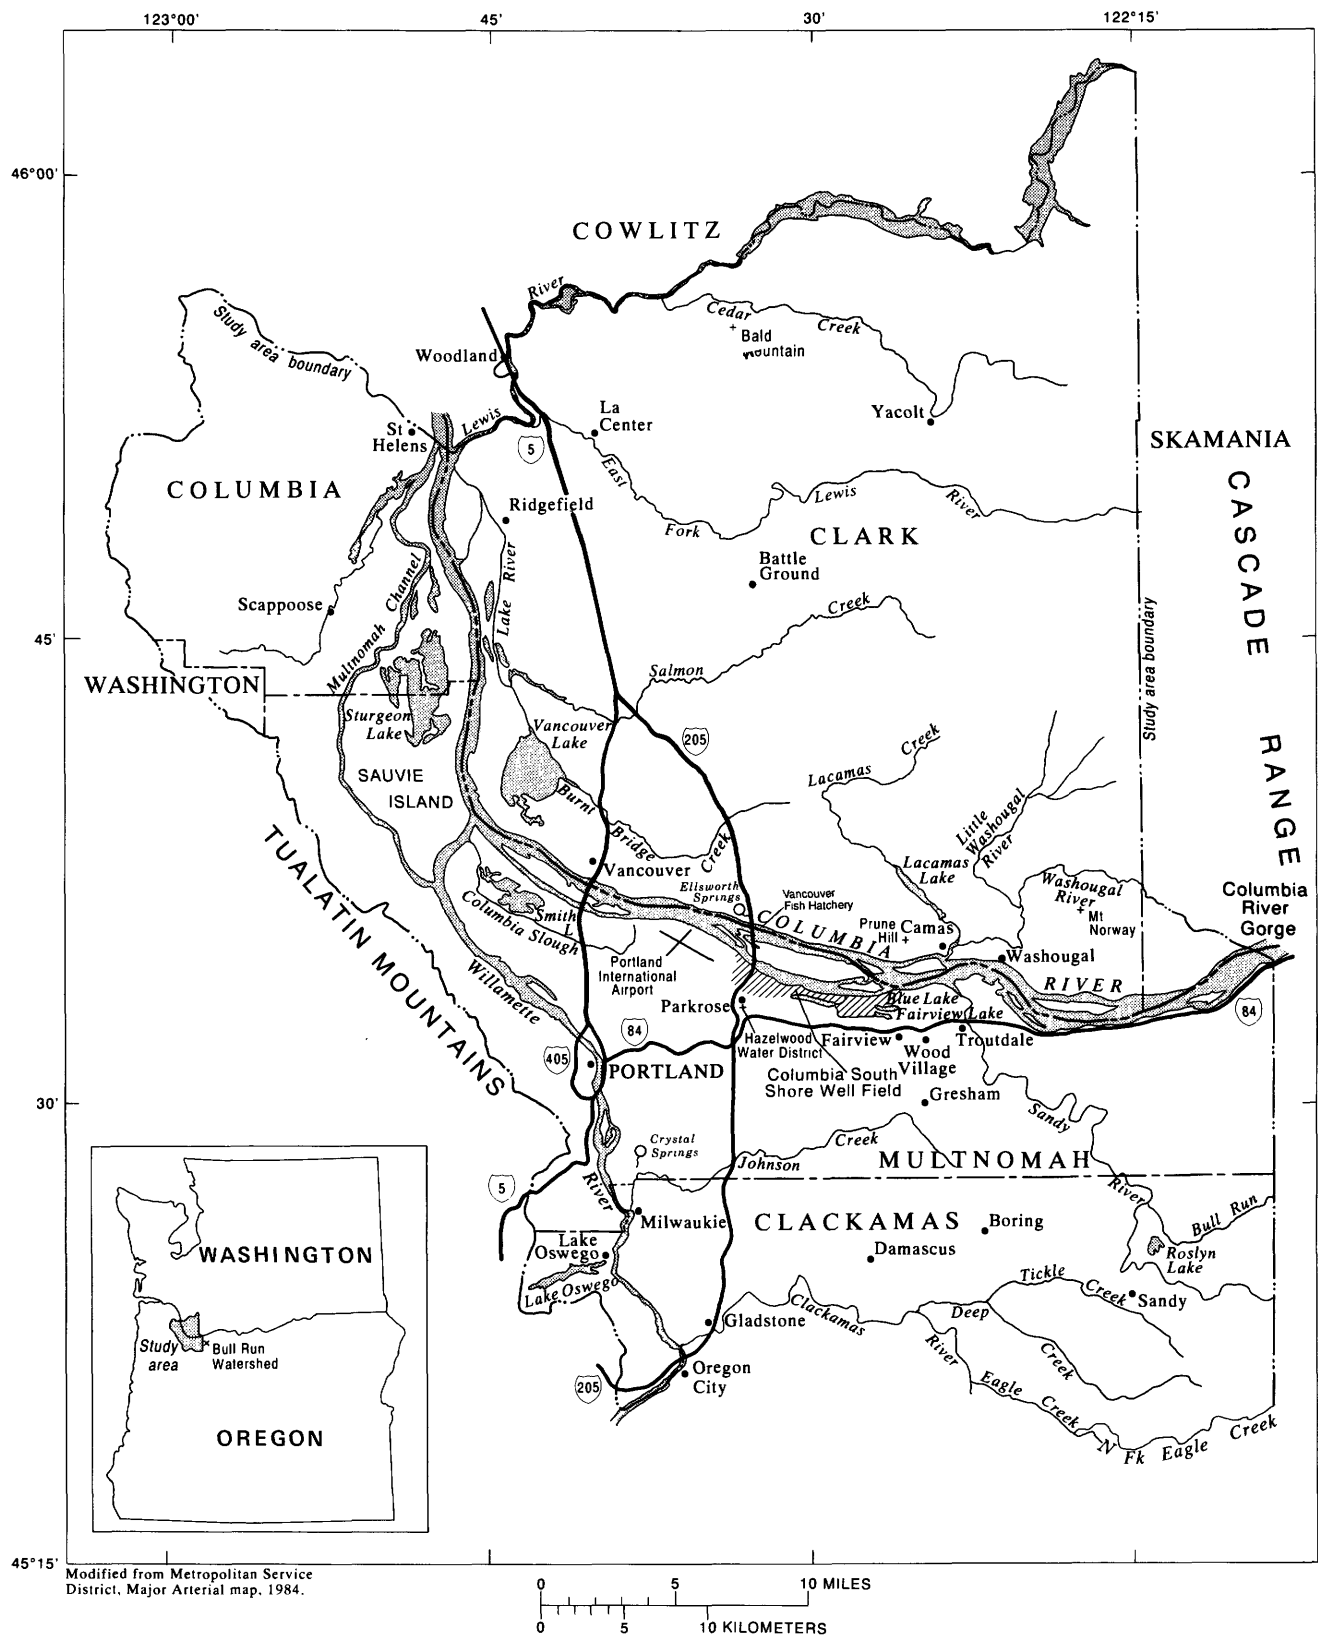 123°00'
45'
30'
122°15'
46°00'
COWLITZ
River
Cedar
Creek
Bald
Mountain
Study area boundary
Woodland
Lewis
La
Center
Yacolt
St
Helens
5
SKAMANIA
COLUMBIA
East
Lewis
River
Fork
Ridgefield
CLARK
CASCADE
RANGE
Battle
Ground
Channel
River
Lake
Scappoose
Creek
Multnomah
45'
Salmon
Study area boundary
WASHINGTON
Sturgeon
Lake
Vancouver
Lake
205
Creek
Lacamas
SAUVIE
ISLAND
Burnt
Bridge
Creek
Little
Washougal
River
TUALATIN MOUNTAINS
Vancouver
Lacamas
Lake
Washougal
River
Mt
Norway
Columbia
River
Gorge
Ellsworth
Springs
Vancouver
Fish Hatchery
Smith
L
Columbia Slough
COLUMBIA
Prune
Hill
Camas
Washougal
Portland
International
Airport
RIVER
Willamette
Parkrose
Blue Lake
Fairview Lake
84
84
Hazelwood
Water District
Fairview
Wood
Village
Troutdale
405
PORTLAND
Columbia South
Shore Well Field
Gresham
30'
Sandy
Crystal
Springs
Creek
Johnson
MULTNOMAH
5
River
River
Bull Run
Milwaukie
CLACKAMAS
Boring
Lake
Oswego
Damascus
Roslyn
Lake
Lake Oswego
Tickle
Creek
Sandy
Clackamas
Deep
Gladstone
River
Creek
Oregon
City
205
Eagle
Creek
N Fk Eagle Creek
WASHINGTON
Study
area
Bull Run
Watershed
OREGON
45°15'
Modified from Metropolitan Service
District, Major Arterial map, 1984.
0 5 10 MILES
0 5 10 KILOMETERS